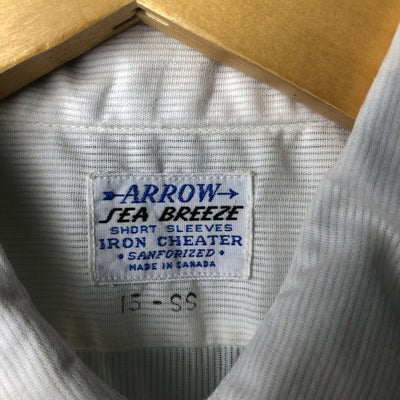 ARROW
SEA BREEZE
SHORT SLEEVES
IRON CHEATER
• SANFORIZED •
MADE IN CANADA
15-SS